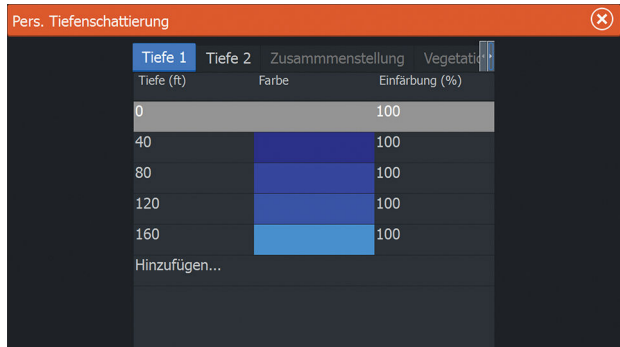 Pers. Tiefenschattierung
Tiefe 1 Tiefe 2 Zusammmenstellung Vegetatio
Tiefe (ft) Farbe Einfärbung (%)
0 100
40 100
80 100
120 100
160 100
Hinzufügen...